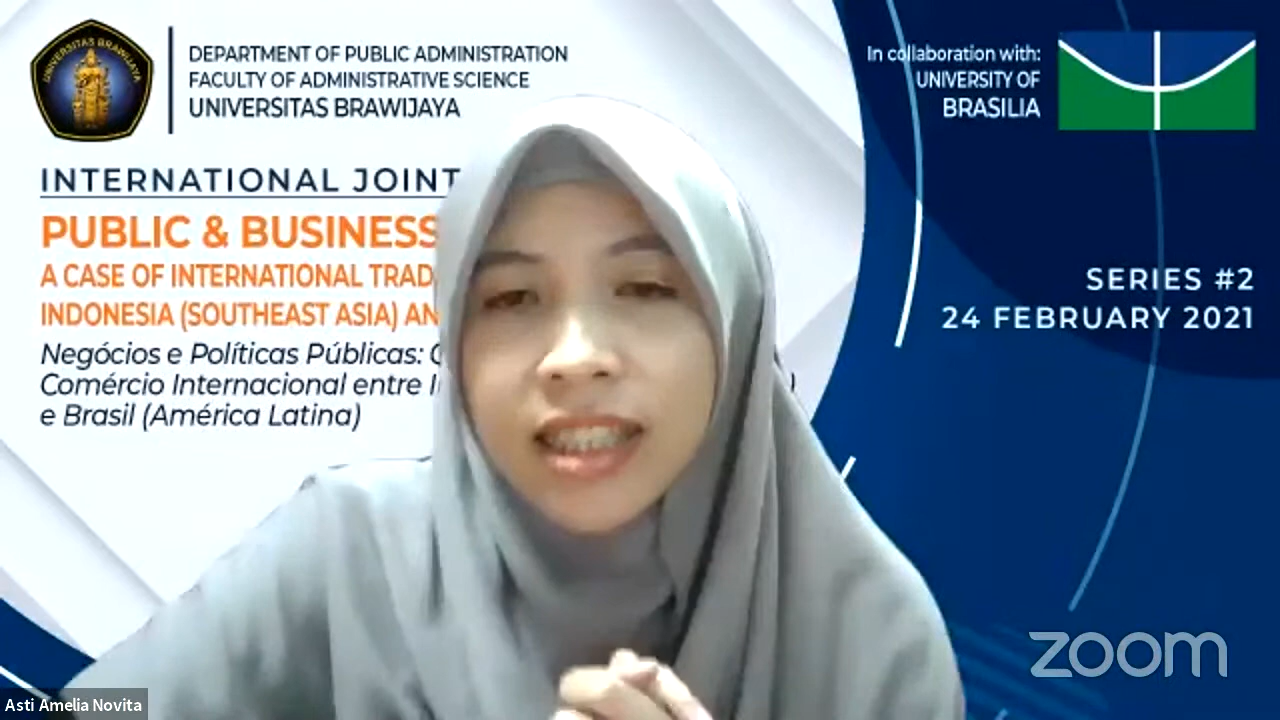 UNIVERSITAS BRAWIJAYA
DEPARTMENT OF PUBLIC ADMINISTRATION
FACULTY OF ADMINISTRATIVE SCIENCE
UNIVERSITAS BRAWIJAYA
In collaboration with:
UNIVERSITY OF
BRASILIA
INTERNATIONAL JOINT
PUBLIC & BUSINESS
A CASE OF INTERNATIONAL TRAD
INDONESIA (SOUTHEAST ASIA) AN
Negócios e Políticas Públicas:
Comércio Internacional entre
e Brasil (América Latina)
SERIES #2
24 FEBRUARY 2021
zoom
Asti Amelia Novita